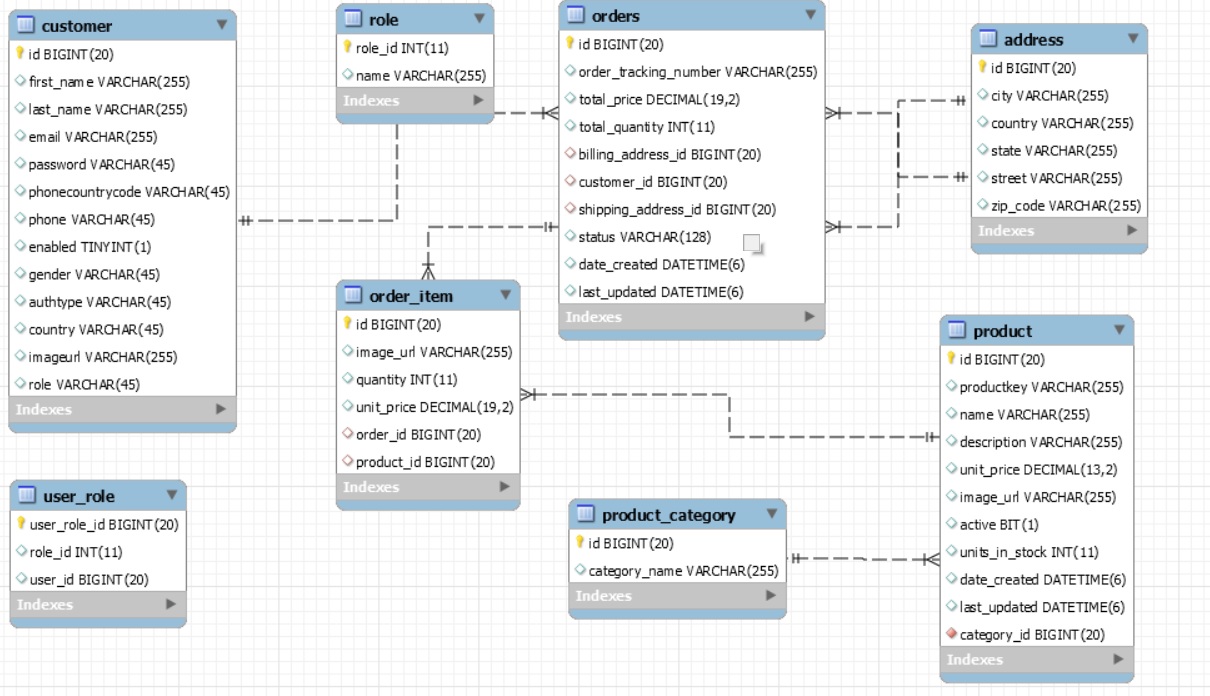 customer
id BIGINT(20)
first_name VARCHAR(255)
last_name VARCHAR(255)
email VARCHAR(255)
password VARCHAR(45)
phonecountrycode VARCHAR(45)
phone VARCHAR(45)
enabled TINYINT(1)
gender VARCHAR(45)
authtype VARCHAR(45)
country VARCHAR(45)
imageurl VARCHAR(255)
role VARCHAR(45)
Indexes
role
role_id INT(11)
name VARCHAR(255)
Indexes
orders
id BIGINT(20)
order_tracking_number VARCHAR(255)
total_price DECIMAL(19,2)
total_quantity INT(11)
billing_address_id BIGINT(20)
customer_id BIGINT(20)
shipping_address_id BIGINT(20)
status VARCHAR(128)
date_created DATETIME(6)
last_updated DATETIME(6)
Indexes
address
id BIGINT(20)
city VARCHAR(255)
country VARCHAR(255)
state VARCHAR(255)
street VARCHAR(255)
zip_code VARCHAR(255)
Indexes
order_item
id BIGINT(20)
image_url VARCHAR(255)
quantity INT(11)
unit_price DECIMAL(19,2)
order_id BIGINT(20)
product_id BIGINT(20)
Indexes
product
id BIGINT(20)
productkey VARCHAR(255)
name VARCHAR(255)
description VARCHAR(255)
unit_price DECIMAL(13,2)
image_url VARCHAR(255)
active BIT(1)
units_in_stock INT(11)
date_created DATETIME(6)
last_updated DATETIME(6)
category_id BIGINT(20)
Indexes
user_role
user_role_id BIGINT(20)
role_id INT(11)
user_id BIGINT(20)
Indexes
product_category
id BIGINT(20)
category_name VARCHAR(255)
Indexes